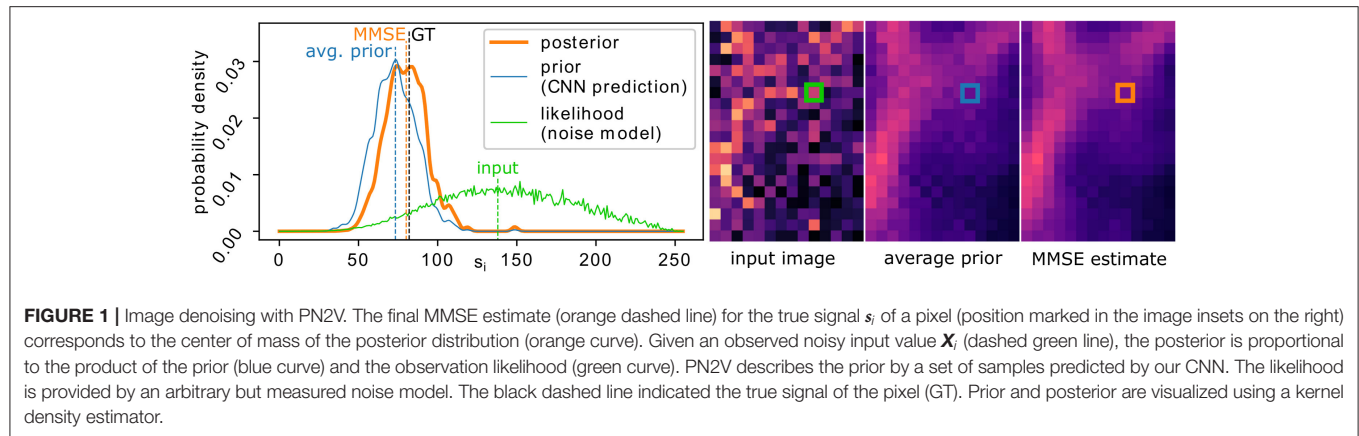 MMSE GT
avg. prior
posterior
prior
(CNN prediction)
likelihood
(noise model)
input
probability density
0.03
0.02
0.01
0.00
0 50 100 150 200 250
s_i
input image average prior MMSE estimate
FIGURE 1 | Image denoising with PN2V. The final MMSE estimate (orange dashed line) for the true signal s_i of a pixel (position marked in the image insets on the right)
corresponds to the center of mass of the posterior distribution (orange curve). Given an observed noisy input value X_i (dashed green line), the posterior is proportional
to the product of the prior (blue curve) and the observation likelihood (green curve). PN2V describes the prior by a set of samples predicted by our CNN. The likelihood
is provided by an arbitrary but measured noise model. The black dashed line indicated the true signal of the pixel (GT). Prior and posterior are visualized using a kernel
density estimator.